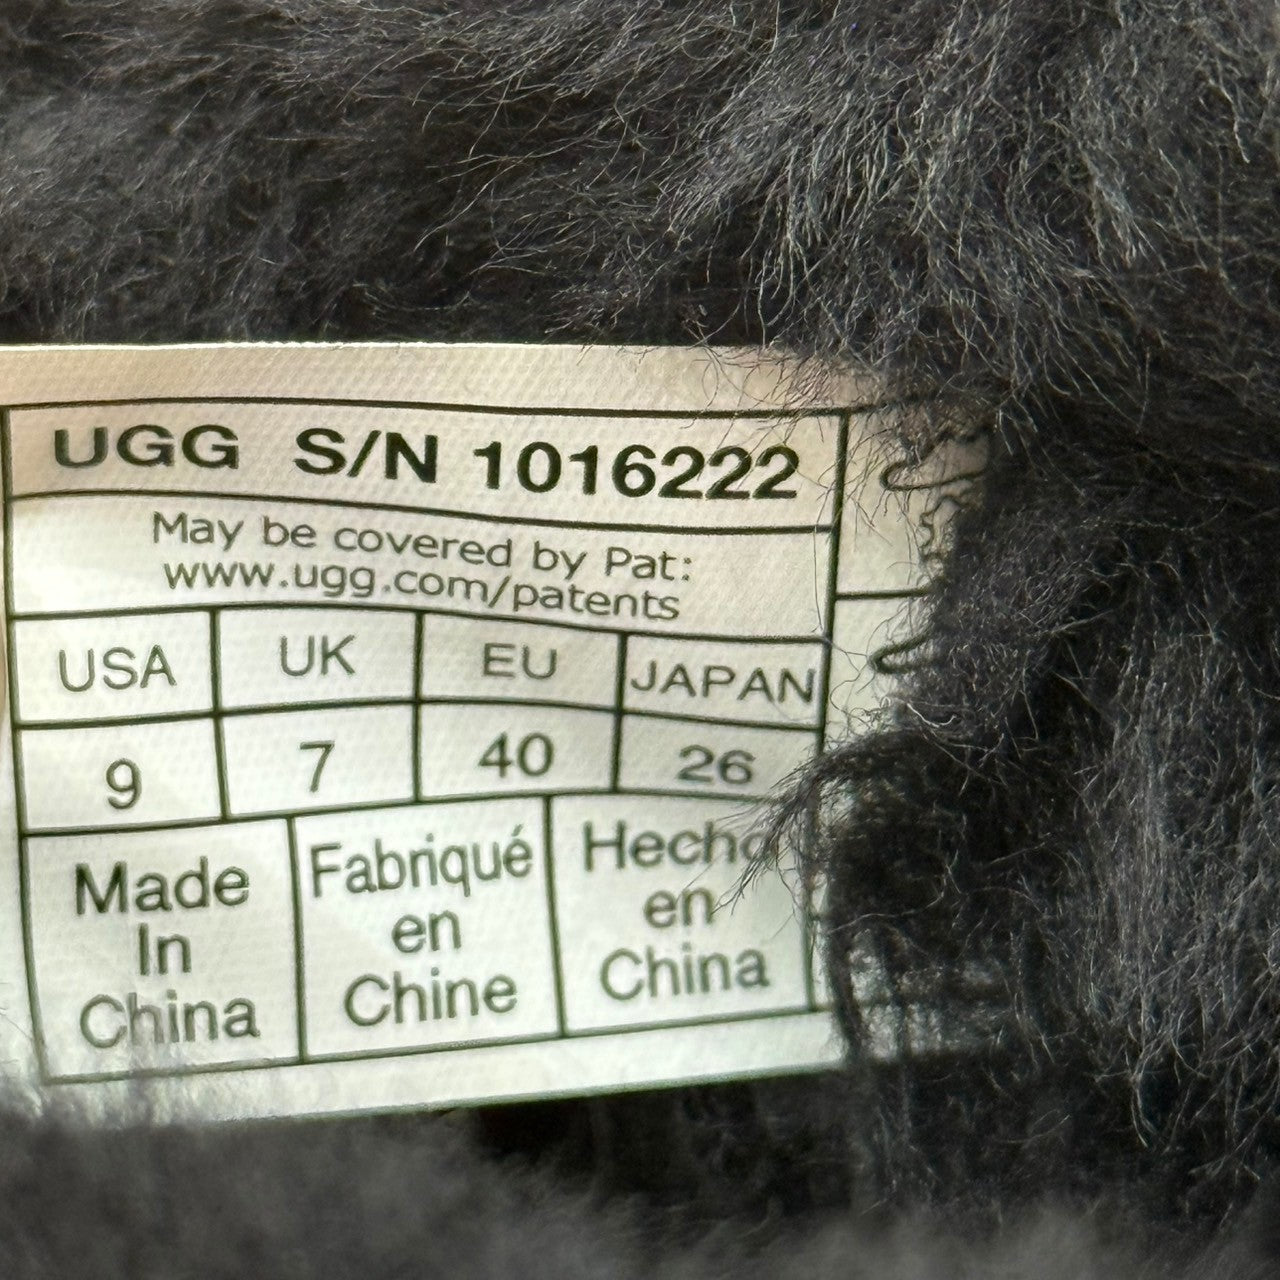 UGG S/N 1016222
May be covered by Pat:
www.ugg.com/patents
USA UK EU JAPAN
9 7 40 26
Made
In
China
Fabriqué
en
Chine
Hecho
en
China